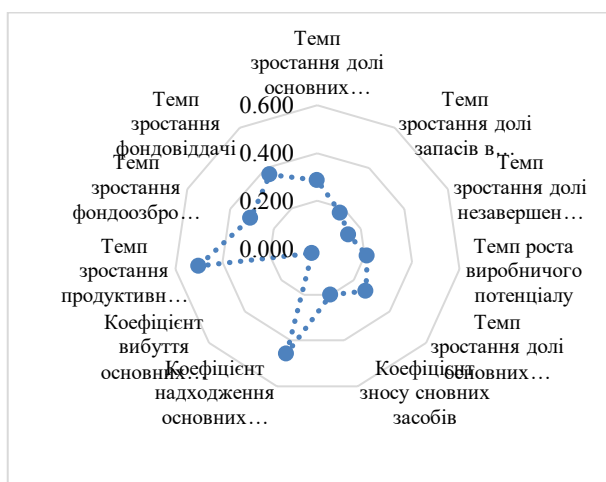 Темп
зростання долі
основних…
Темп
зростання долі
запасів в…
Темп
зростання долі
незавершен…
Темп роста
виробничого
потенціалу
Темп
зростання долі
основних…
Коефіцієнт
зносу сновних
засобів
Коефіцієнт
надходження
основних…
Коефіцієнт
вибуття
основних…
Темп
зростання
продуктивн…
Темп
зростання
фондоозбро…
Темп
зростання
фондовіддачі
0.600
0.400
0.200
0.000